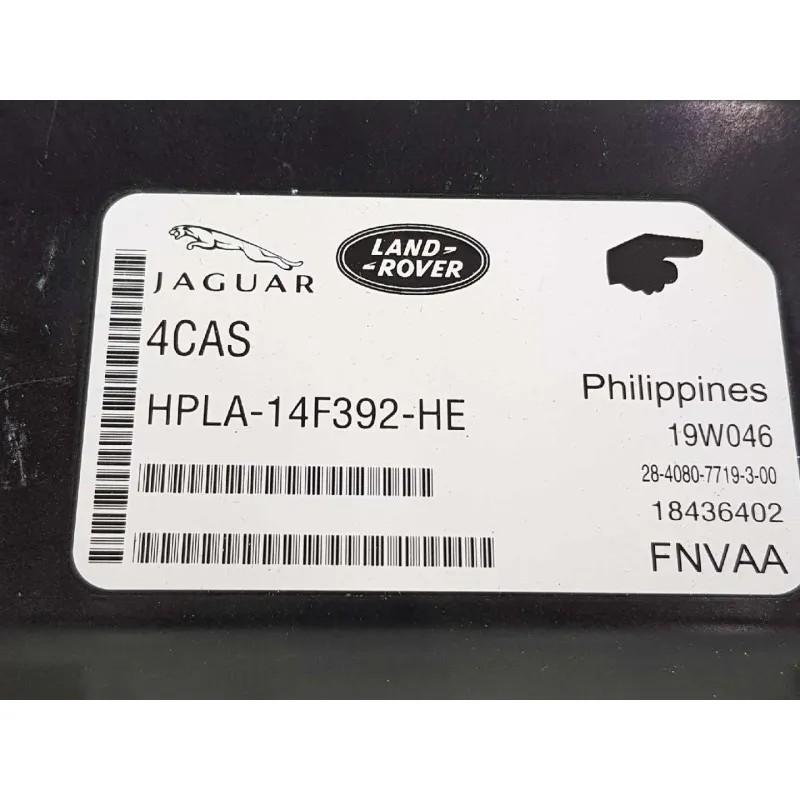 JAGUAR
LAND-
-ROVER
4CAS
HPLA-14F392-HE
Philippines
19W046
28-4080-7719-3-00
18436402
FNVAA